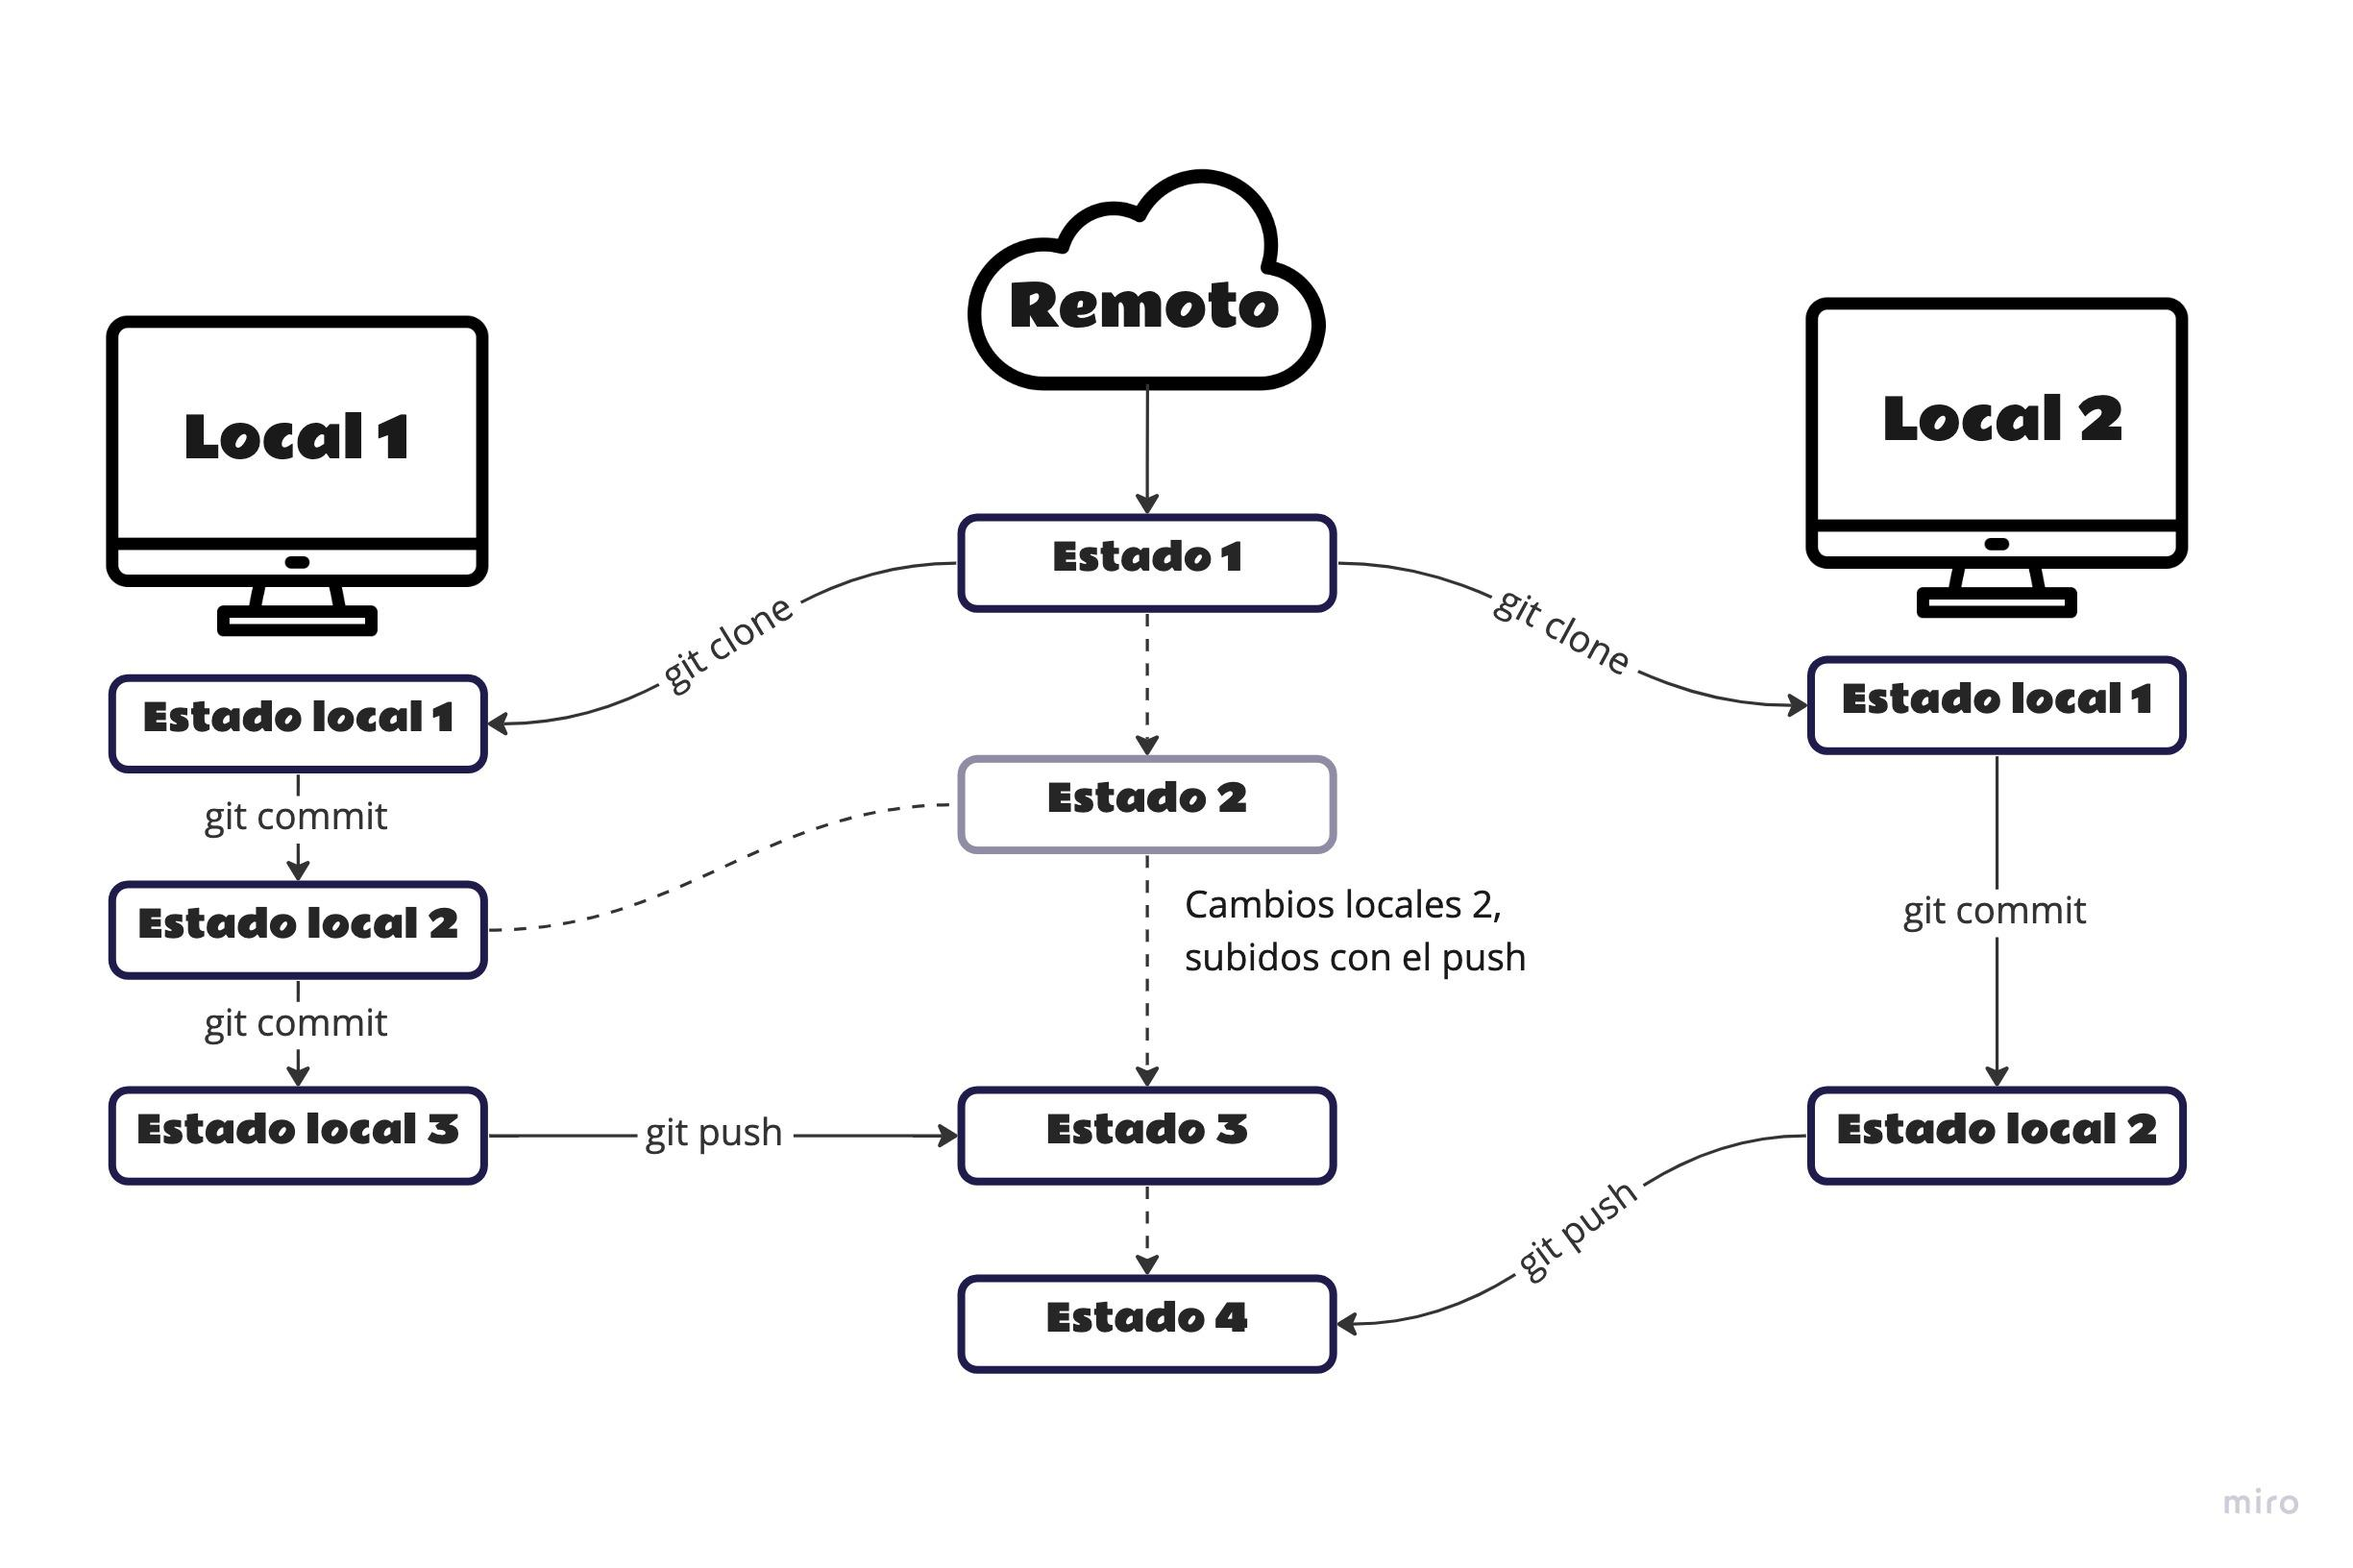 Remoto
Local 1
Local 2
Estado 1
git clone
git clone
Estado local 1
Estado local 1
git commit
Estado 2
Cambios locales 2,
subidos con el push
git commit
Estado local 2
git commit
Estado local 3
git push
Estado 3
Estado local 2
git push
Estado 4
miro